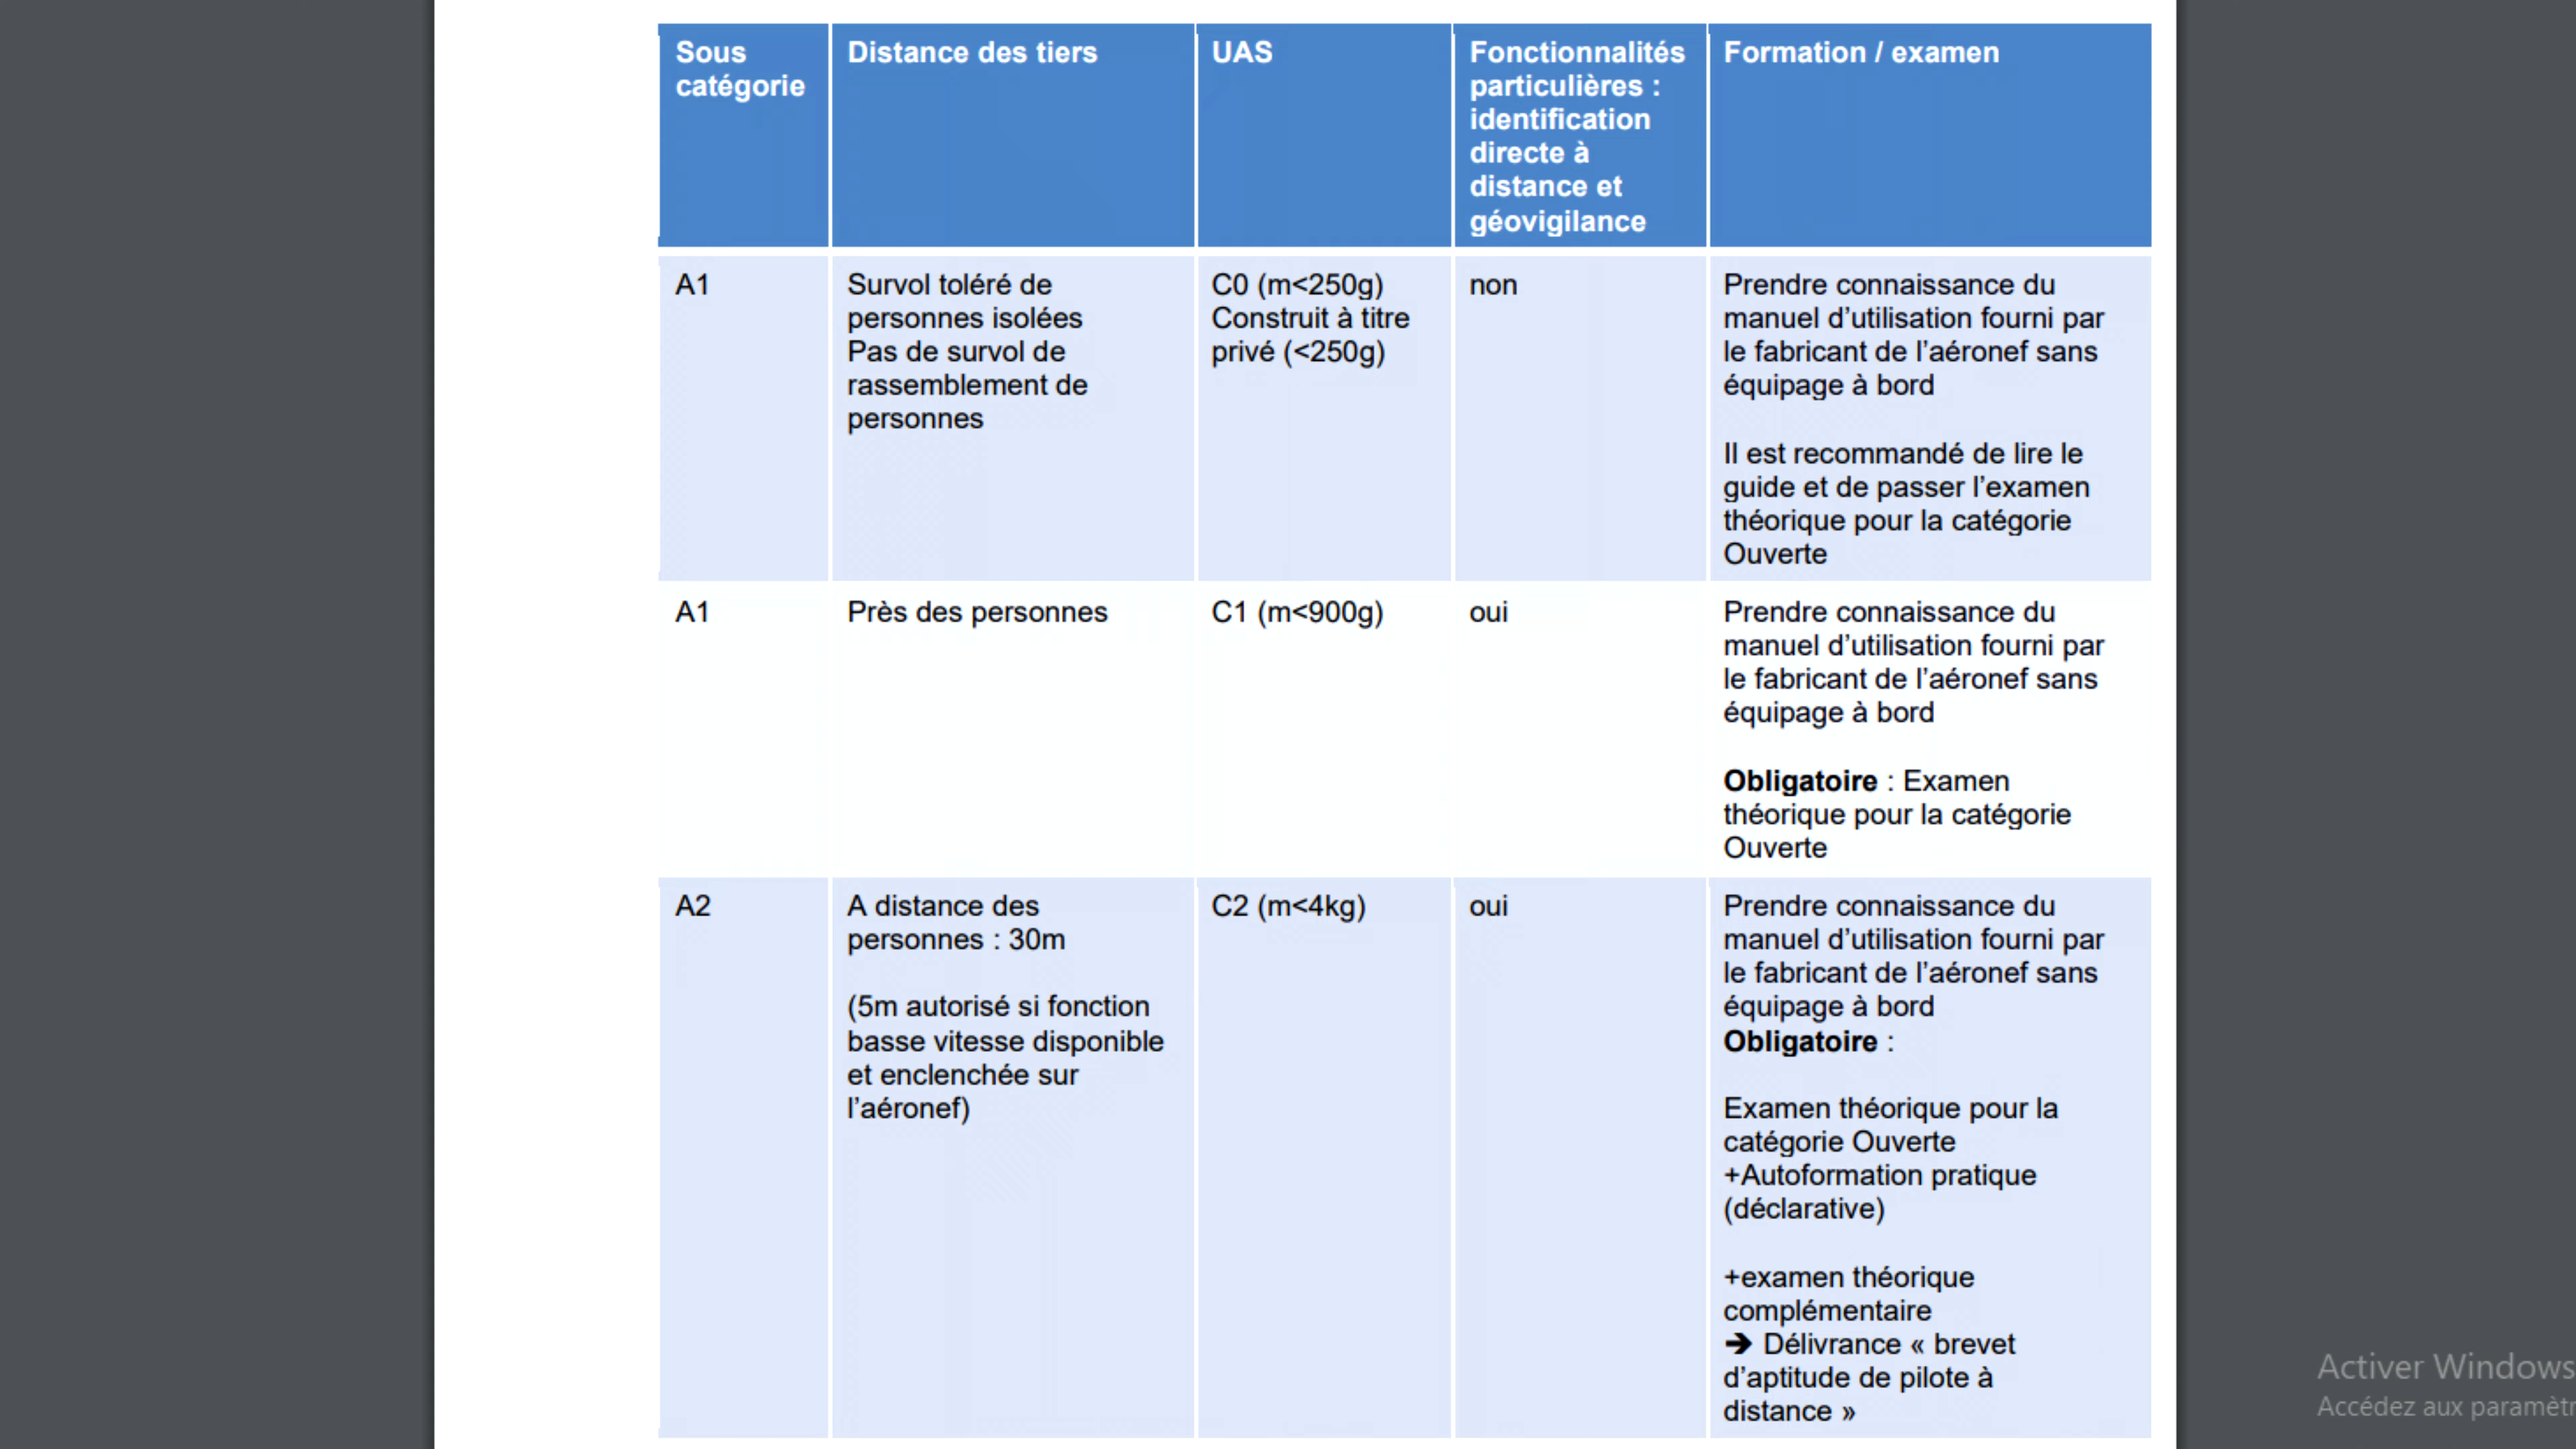 Sous
catégorie
Distance des tiers
UAS
Fonctionnalités
particulières :
identification
directe à
distance et
géovigilance
Formation / examen
A1
Survol toléré de
personnes isolées
Pas de survol de
rassemblement de
personnes
C0 (m<250g)
Construit à titre
privé (<250g)
non
Prendre connaissance du
manuel d’utilisation fourni par
le fabricant de l’aéronef sans
équipage à bord
Il est recommandé de lire le
guide et de passer l’examen
théorique pour la catégorie
Ouverte
A1
Près des personnes
C1 (m<900g)
oui
Prendre connaissance du
manuel d’utilisation fourni par
le fabricant de l’aéronef sans
équipage à bord
Obligatoire : Examen
théorique pour la catégorie
Ouverte
A2
A distance des
personnes : 30m
(5m autorisé si fonction
basse vitesse disponible
et enclenchée sur
l’aéronef)
C2 (m<4kg)
oui
Prendre connaissance du
manuel d’utilisation fourni par
le fabricant de l’aéronef sans
équipage à bord
Obligatoire :
Examen théorique pour la
catégorie Ouverte
+Autoformation pratique
(déclarative)
+examen théorique
complémentaire
➔ Délivrance « brevet
d’aptitude de pilote à
distance »
Activer Windows
Accédez aux paramètr